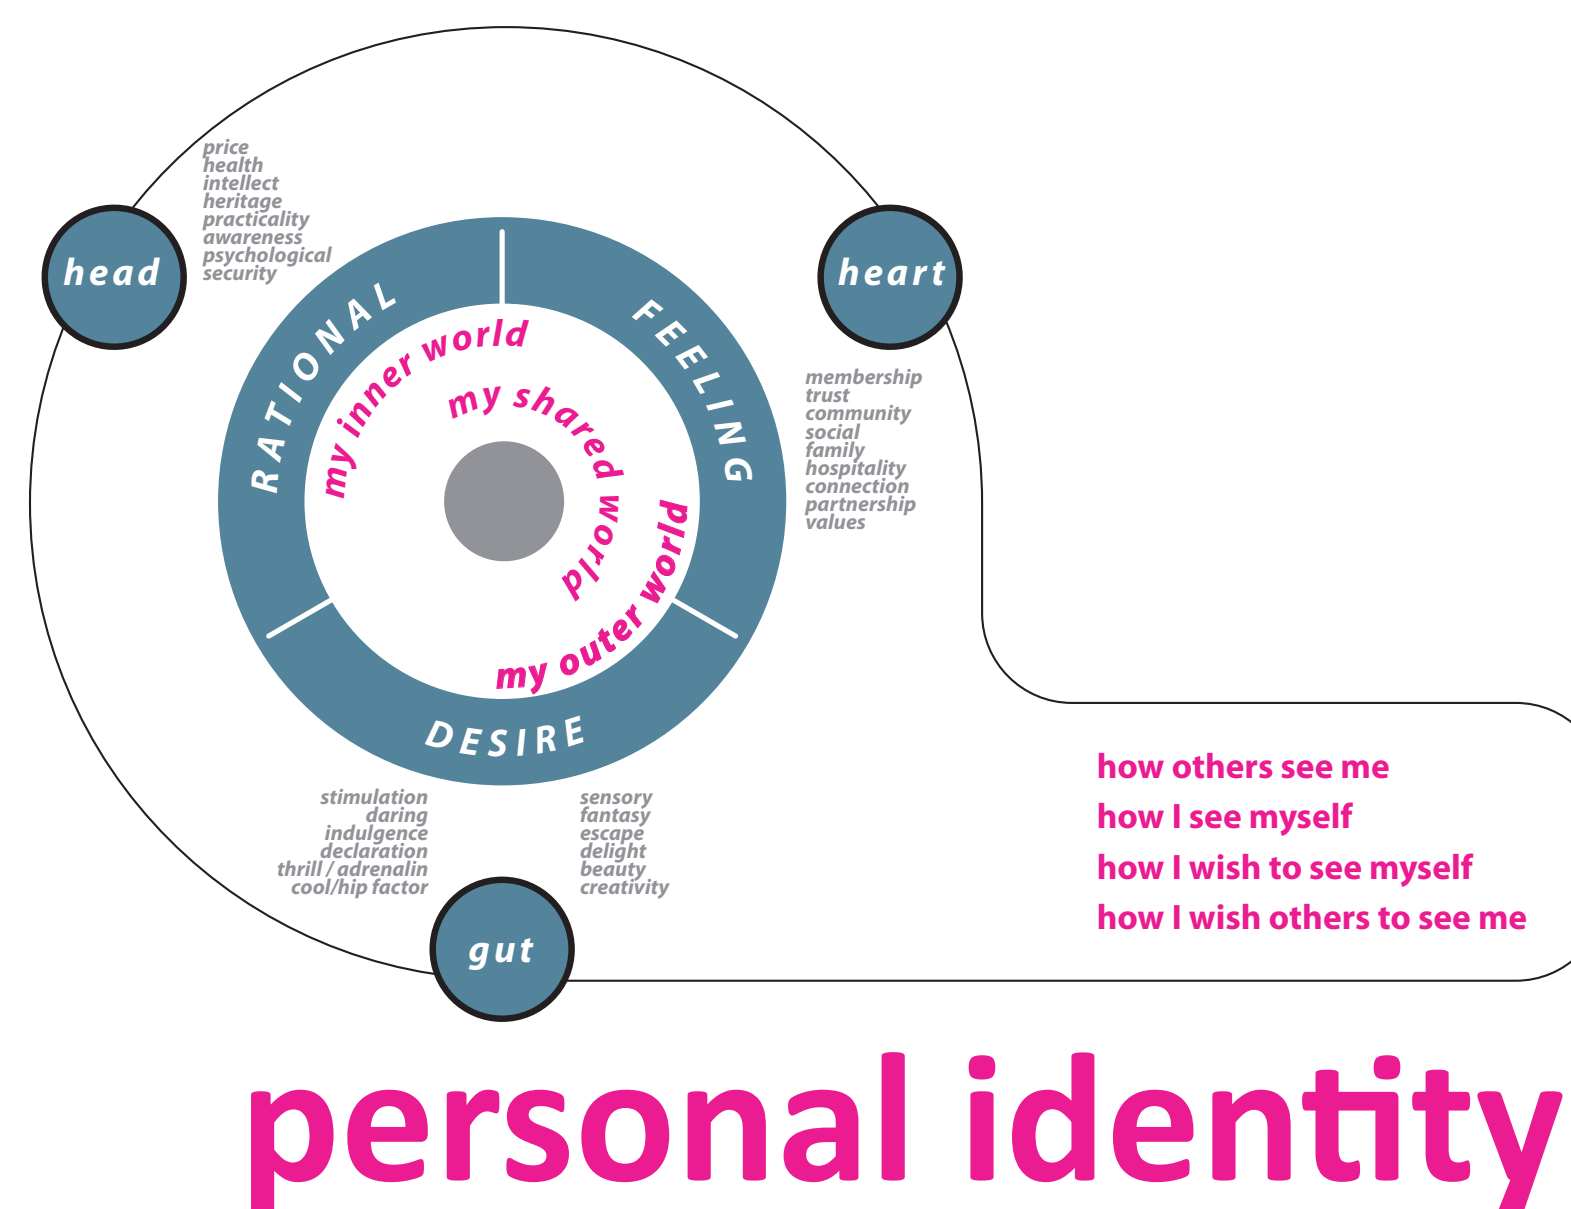 price
health
intellect
heritage
practicality
awareness
psychological
security
head
heart
RATIONAL
FEELING
my inner world
my shared world
my outer world
membership
trust
community
social
family
hospitality
connection
partnership
values
DESIRE
stimulation
daring
indulgence
declaration
thrill / adrenalin
cool/hip factor
sensory
fantasy
escape
delight
beauty
creativity
gut
how others see me
how I see myself
how I wish to see myself
how I wish others to see me
personal identity